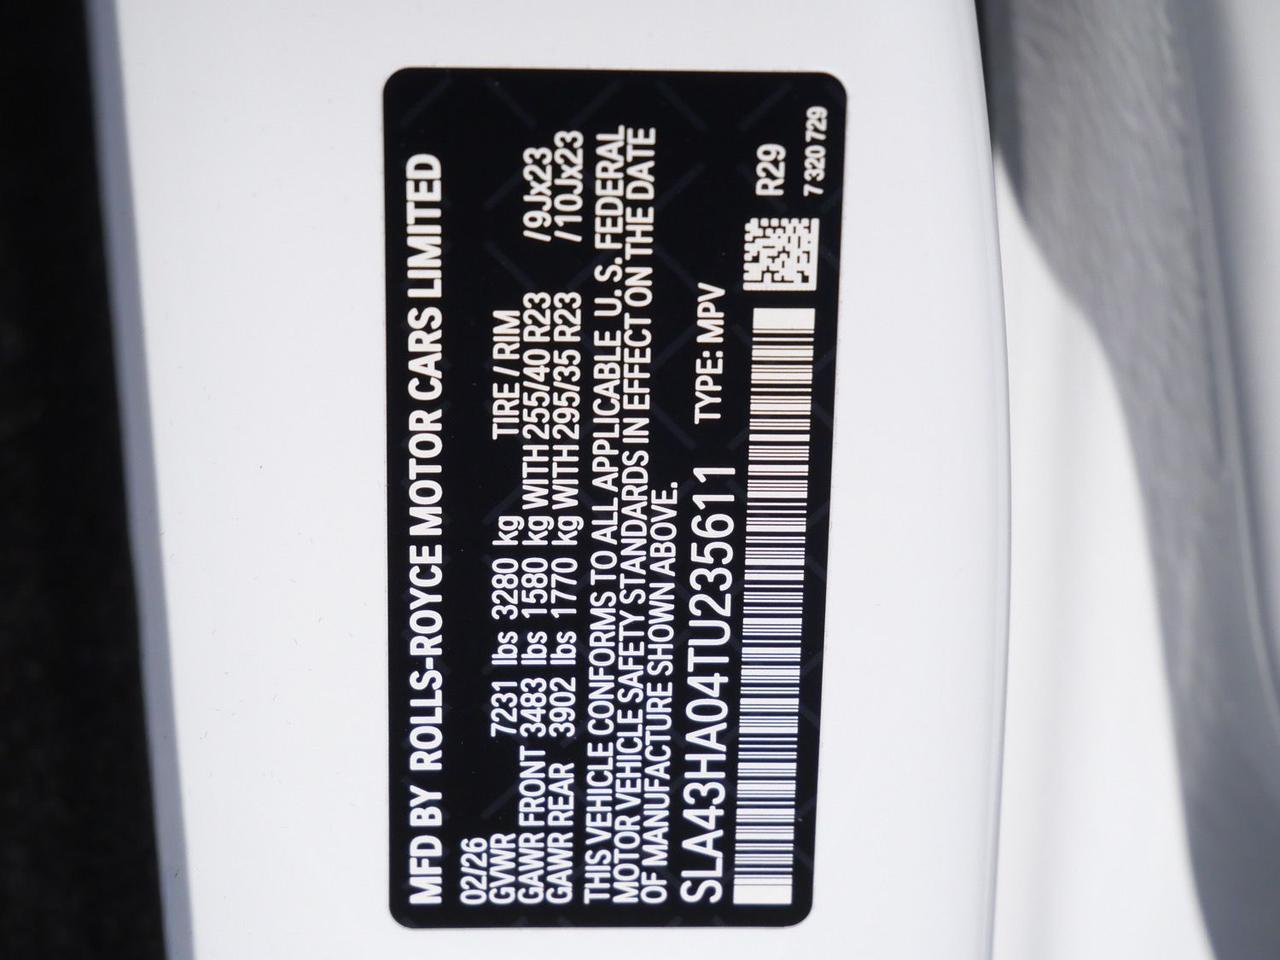 MFD BY ROLLS-ROYCE MOTOR CARS LIMITED
02/26
GVWR 7231 lbs 3280 kg TIRE / RIM
GAWR FRONT 3483 lbs 1580 kg WITH 255/40 R23 /9Jx23
GAWR REAR 3902 lbs 1770 kg WITH 295/35 R23 /10Jx23
THIS VEHICLE CONFORMS TO ALL APPLICABLE U. S. FEDERAL
MOTOR VEHICLE SAFETY STANDARDS IN EFFECT ON THE DATE
OF MANUFACTURE SHOWN ABOVE.
SLA43HA04TU235611 TYPE: MPV
R29
7 320 729